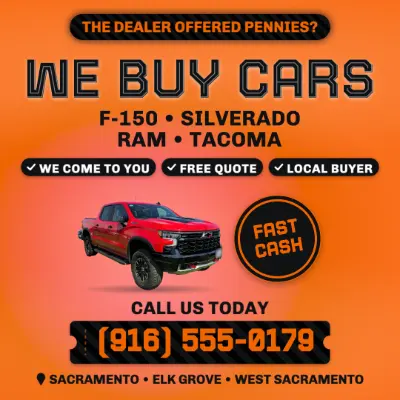 THE DEALER OFFERED PENNIES?
WE BUY CARS
F-150 • SILVERADO
RAM • TACOMA
✓ WE COME TO YOU ✓ FREE QUOTE ✓ LOCAL BUYER
FAST
CASH
CALL US TODAY
(916) 555-0179
SACRAMENTO • ELK GROVE • WEST SACRAMENTO